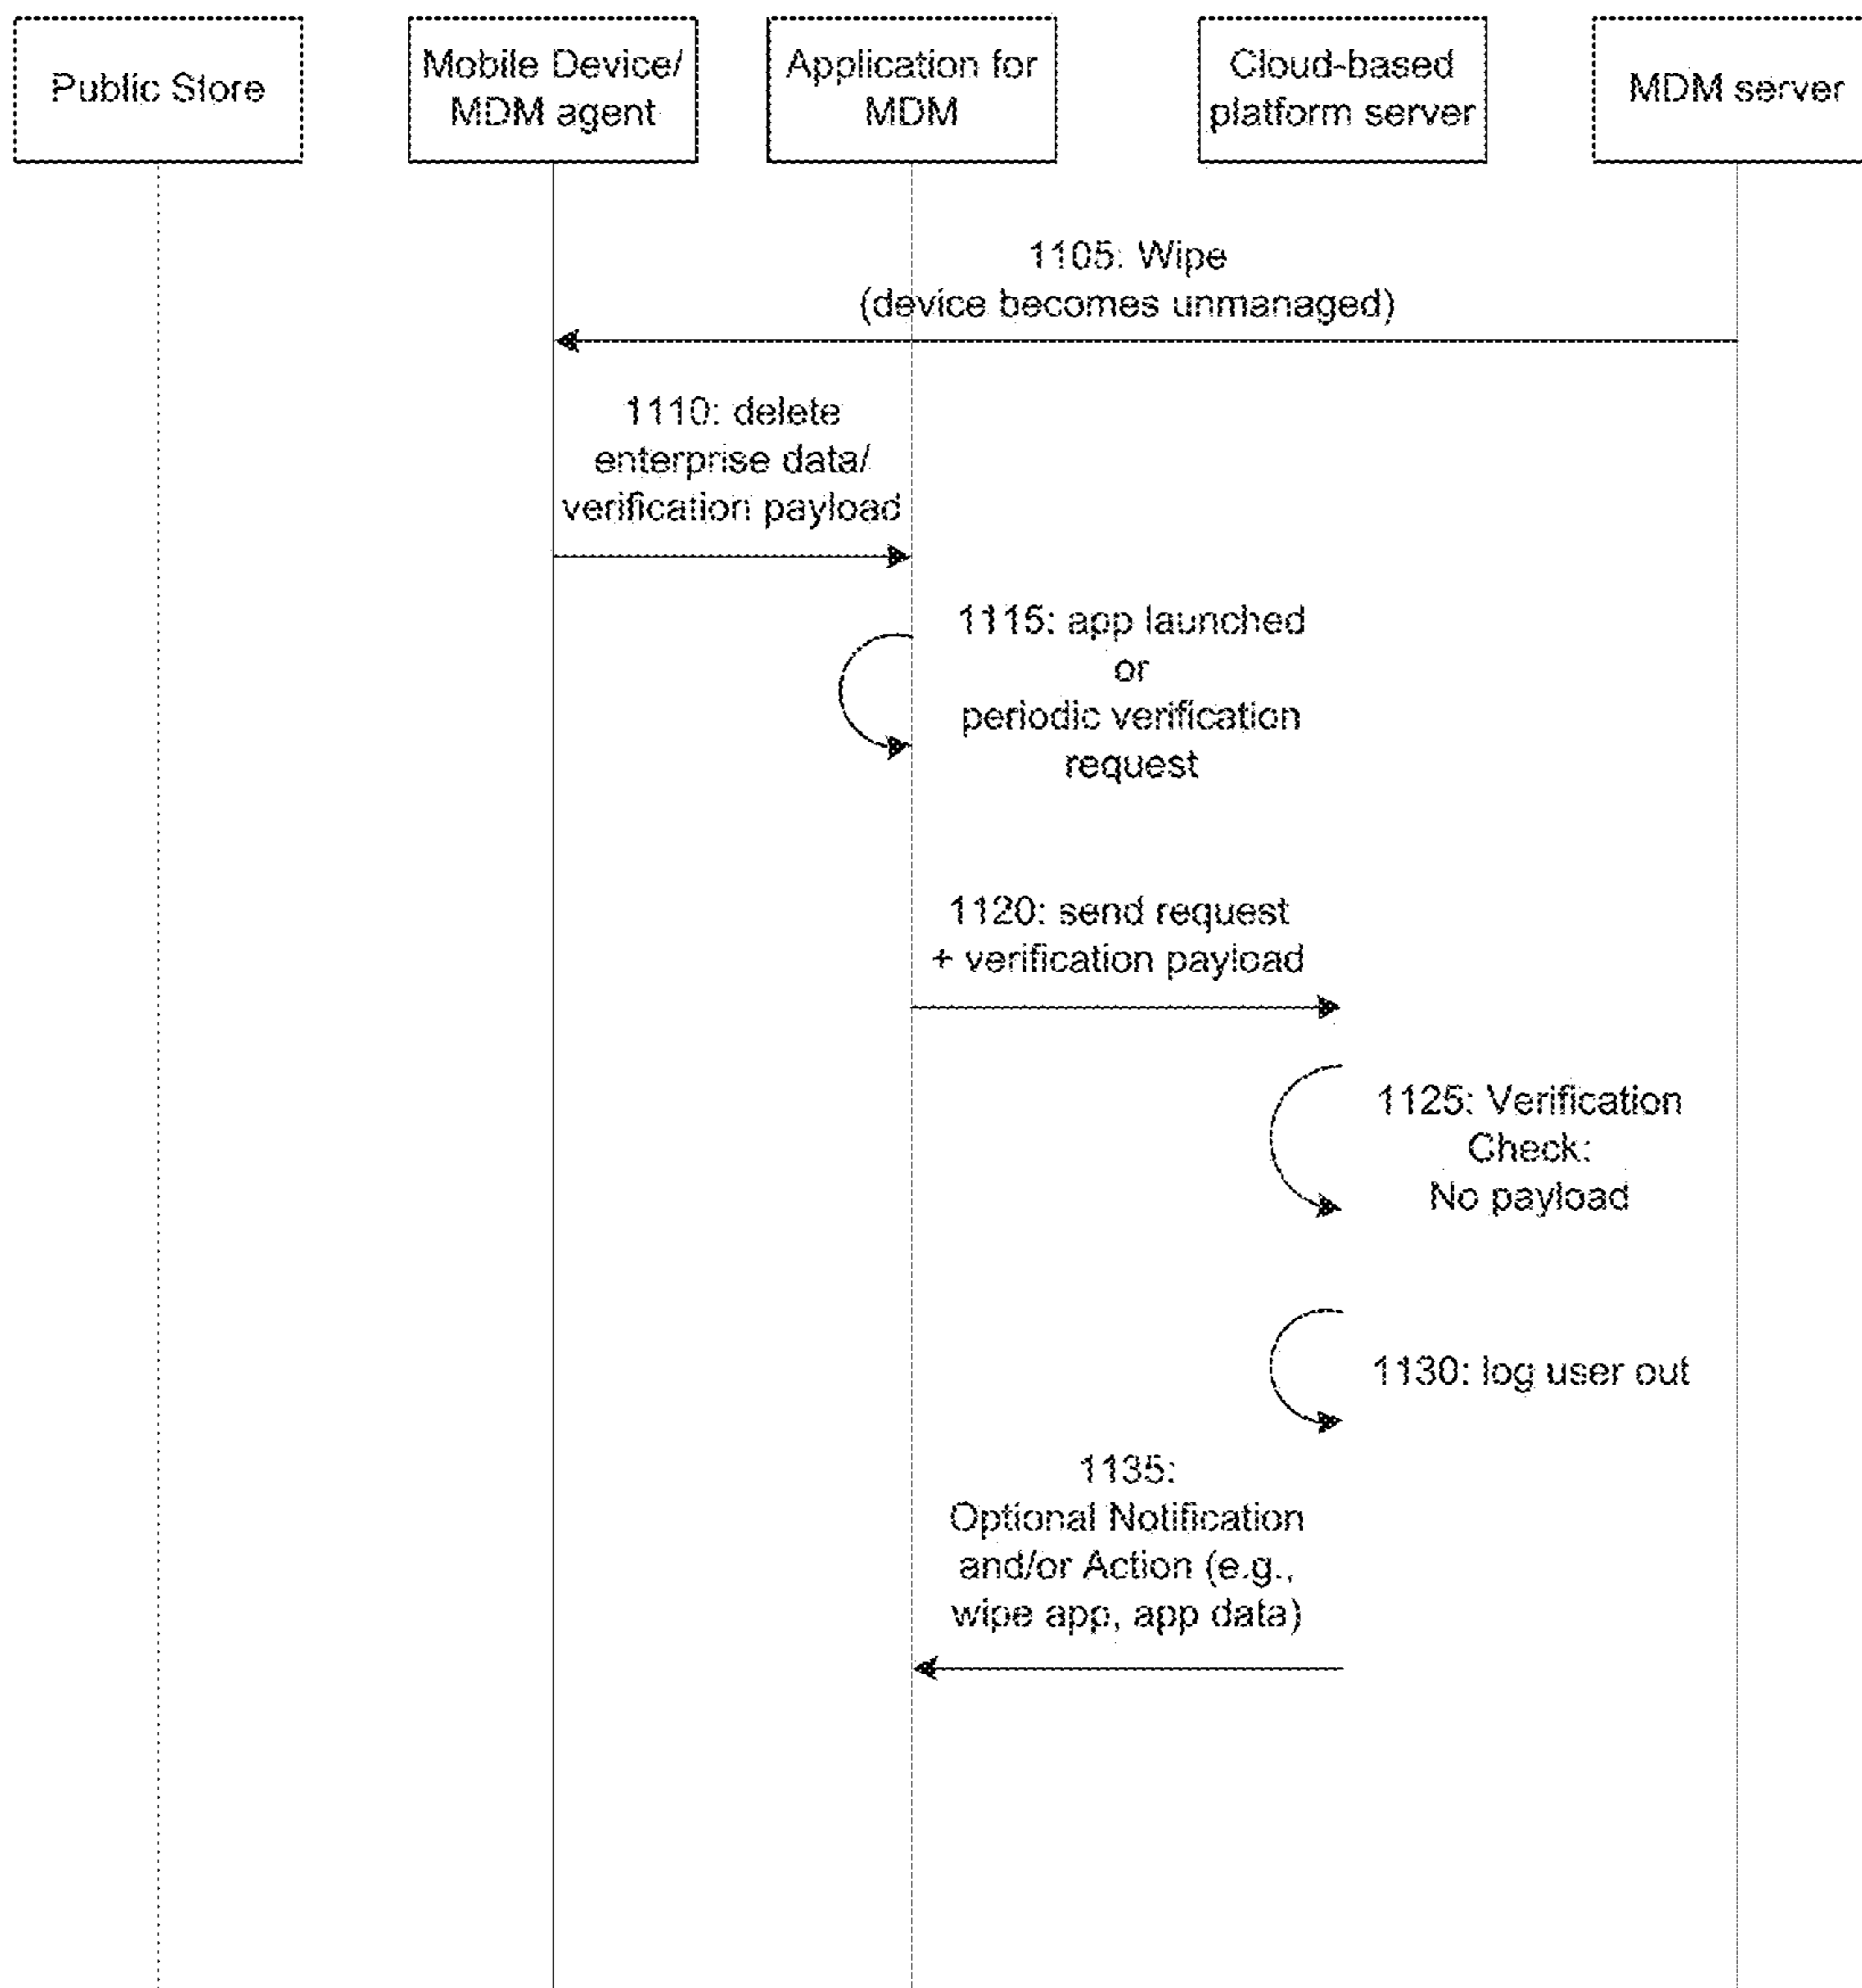 Public Store
Mobile Device/
MDM agent
Application for
MDM
Cloud-based
platform server
MDM server
1105: Wipe
(device becomes unmanaged)
1110: delete
enterprise data/
verification payload
1115: app launched
or
periodic verification
request
1120: send request
+ verification payload
1125: Verification
Check:
No payload
1130: log user out
1135:
Optional Notification
and/or Action (e.g.,
wipe app, app data)